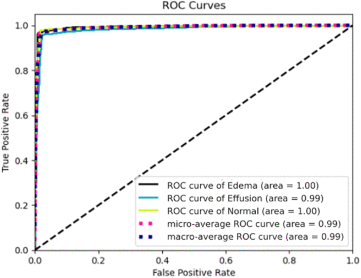 ROC Curves
1.0
0.8
0.6
0.4
0.2
0.0
True Positive Rate
ROC curve of Edema (area = 1.00)
ROC curve of Effusion (area = 0.99)
ROC curve of Normal (area = 1.00)
micro-average ROC curve (area = 0.99)
macro-average ROC curve (area = 0.99)
0.0 0.2 0.4 0.6 0.8 1.0
False Positive Rate